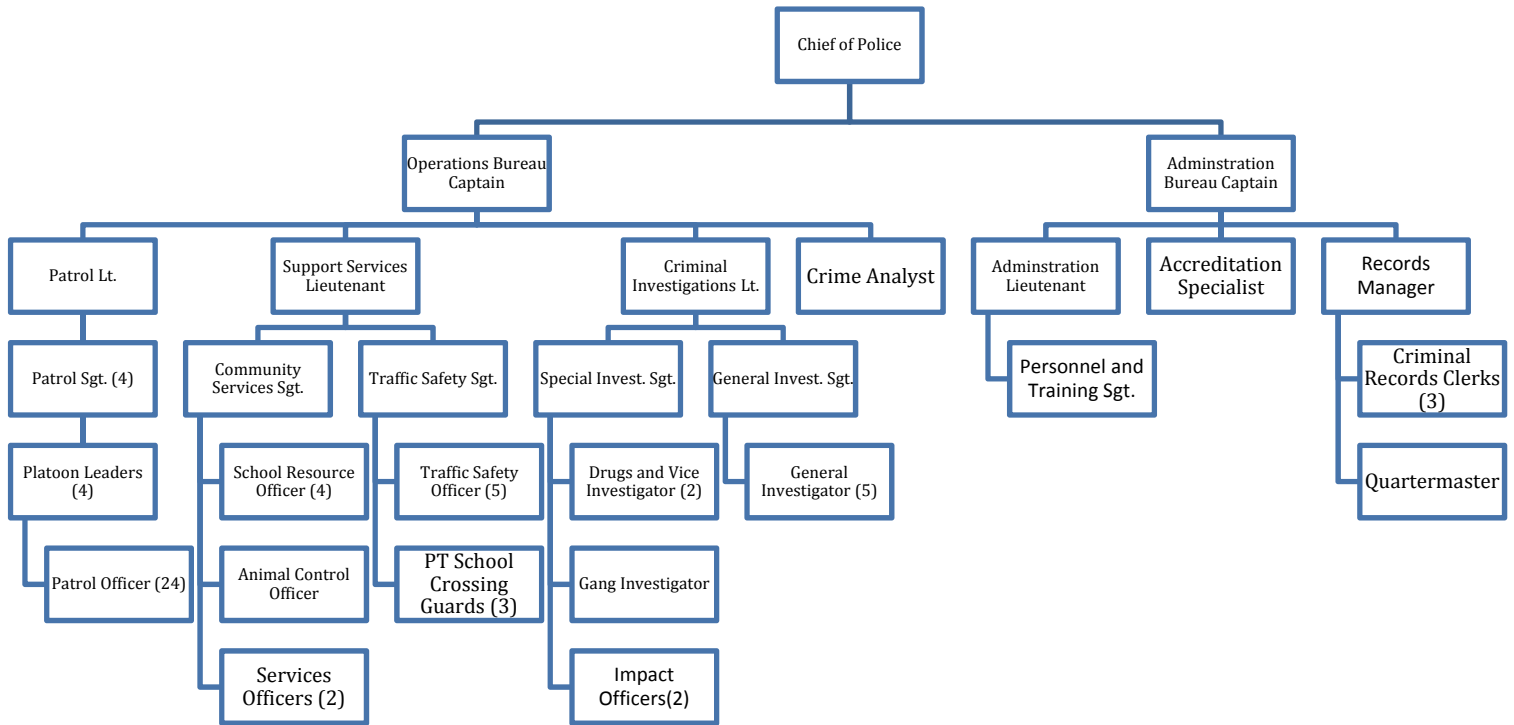 Chief of Police
Operations Bureau
Captain
Adminstration
Bureau Captain
Patrol Lt.
Support Services
Lieutenant
Criminal
Investigations Lt.
Crime Analyst
Adminstration
Lieutenant
Accreditation
Specialist
Records
Manager
Patrol Sgt. (4)
Community
Services Sgt.
Traffic Safety Sgt.
Special Invest. Sgt.
General Invest. Sgt.
Personnel and
Training Sgt.
Criminal
Records Clerks
(3)
Platoon Leaders
(4)
School Resource
Officer (4)
Traffic Safety
Officer (5)
Drugs and Vice
Investigator (2)
General
Investigator (5)
Quartermaster
Patrol Officer (24)
Animal Control
Officer
PT School
Crossing
Guards (3)
Gang Investigator
Services
Officers (2)
Impact
Officers(2)